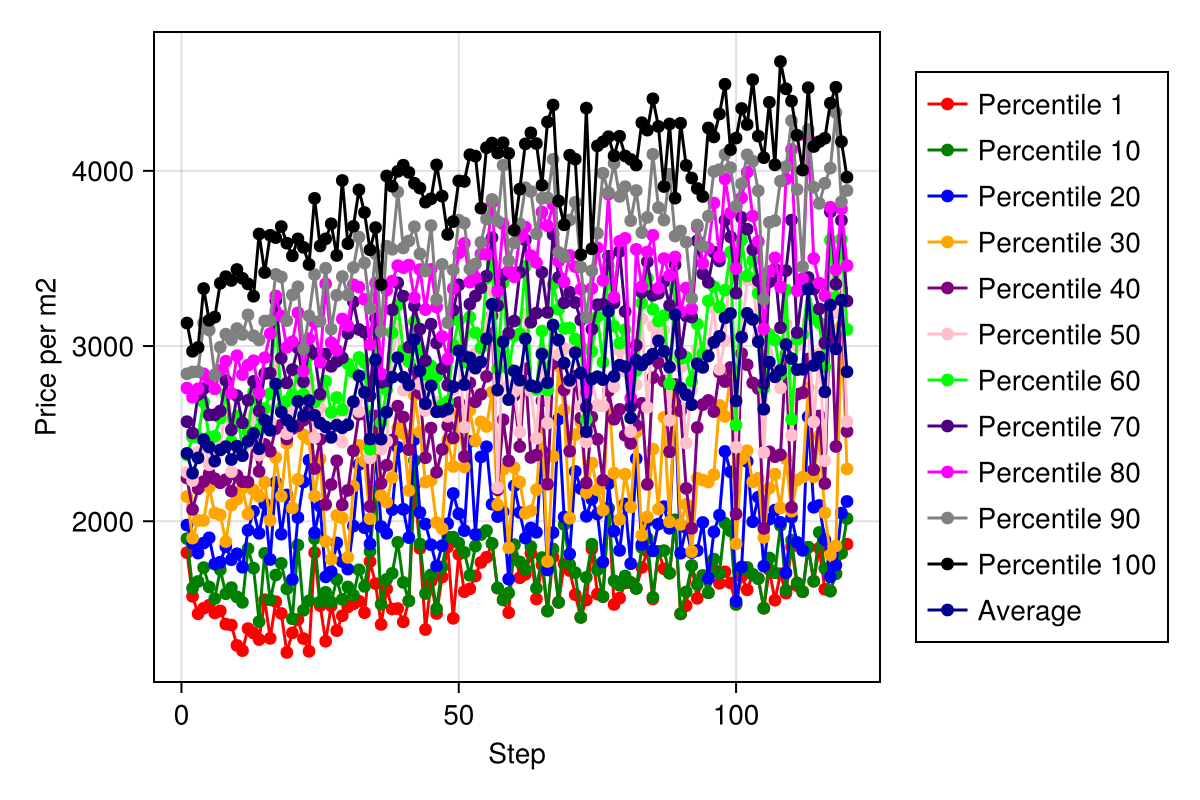 4000
3000
2000
Price per m2
0
50
100
Step
Percentile 1
Percentile 10
Percentile 20
Percentile 30
Percentile 40
Percentile 50
Percentile 60
Percentile 70
Percentile 80
Percentile 90
Percentile 100
Average